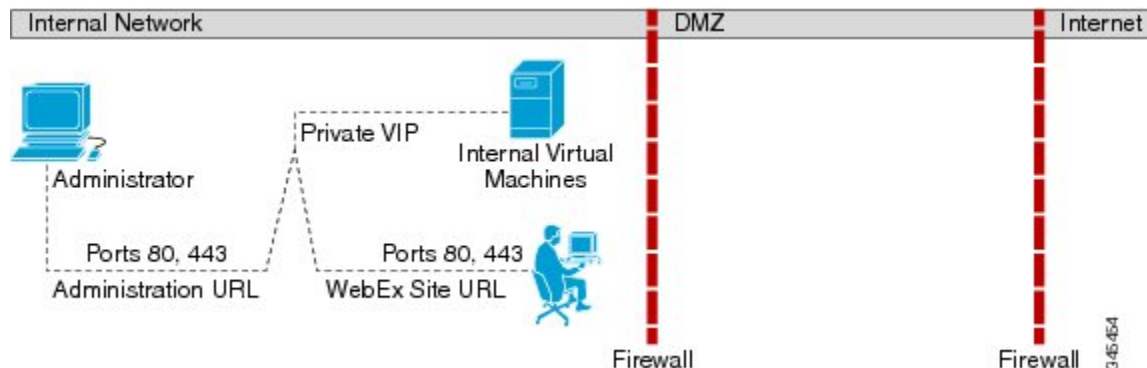 Internal Network
DMZ
Internet
Private VIP
Internal Virtual
Machines
Administrator
Ports 80, 443
Ports 80, 443
Administration URL
WebEx Site URL
Firewall
Firewall
345454